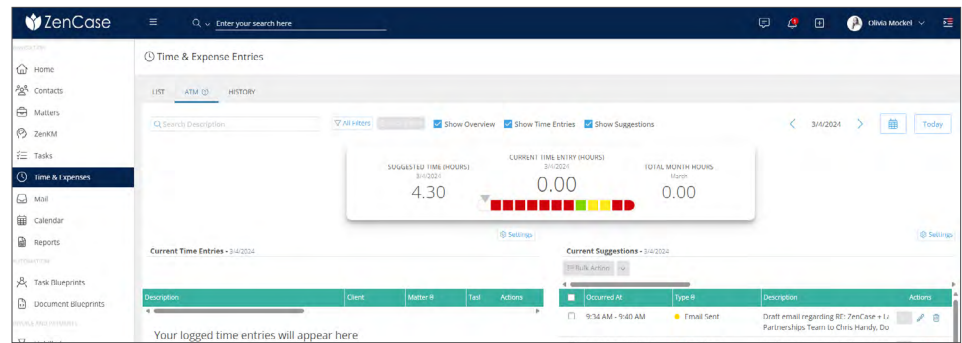 ZenCase
Enter your search here
Olivia Mockel
Home
Contacts
Matters
ZenKM
Tasks
Time & Expenses
Mail
Calendar
Reports
Task Blueprints
Document Blueprints
Time & Expense Entries
LIST ATM HISTORY
Search Description
All Filters
Show Overview
Show Time Entries
Show Suggestions
3/4/2024
Today
SUGGESTED TIME (HOURS)
3/4/2024
4.30
CURRENT TIME ENTRY (HOURS)
3/4/2024
0.00
TOTAL MONTH HOURS
March
0.00
Settings
Current Time Entries - 3/4/2024
Description Client Matter # Task Actions
Your logged time entries will appear here
Settings
Current Suggestions - 3/4/2024
Bulk Action
Occurred At Type Description Actions
9:34 AM - 9:40 AM Email Sent Draft email regarding RE: ZenCase +
Partnerships Team to Chris Handy, Do